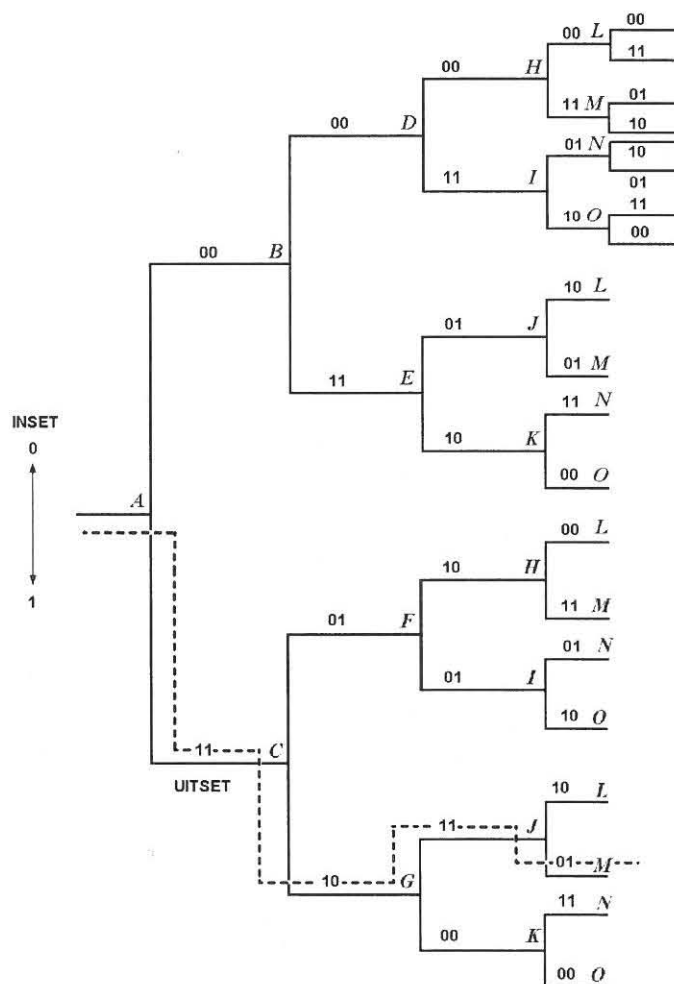 00
00 L
11
00 H
01
11 M
10
00 D
01 N
10
11 I
01
11
10 O
00
00 B
10 L
01 J
01 M
11 E
11 N
10 K
00 O
INSET
0
A
1
00 L
10 H
11 M
01 F
01 N
01 I
10 O
11 C
UITSET
10 L
11 J
01 M
10 G
11 N
00 K
00 O